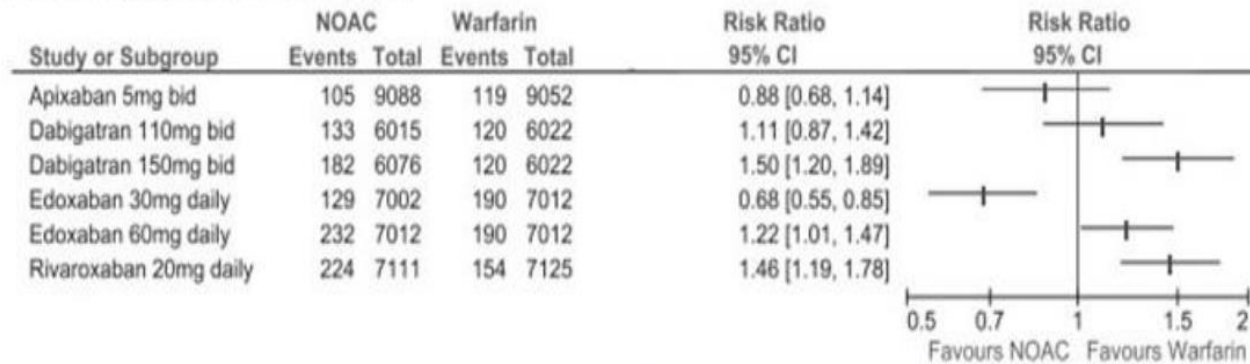 NOAC Warfarin Risk Ratio Risk Ratio
Study or Subgroup Events Total Events Total 95% CI 95% CI
Apixaban 5mg bid 105 9088 119 9052 0.88 [0.68, 1.14]
Dabigatran 110mg bid 133 6015 120 6022 1.11 [0.87, 1.42]
Dabigatran 150mg bid 182 6076 120 6022 1.50 [1.20, 1.89]
Edoxaban 30mg daily 129 7002 190 7012 0.68 [0.55, 0.85]
Edoxaban 60mg daily 232 7012 190 7012 1.22 [1.01, 1.47]
Rivaroxaban 20mg daily 224 7111 154 7125 1.46 [1.19, 1.78]
0.5 0.7 1 1.5 2
Favours NOAC Favours Warfarin